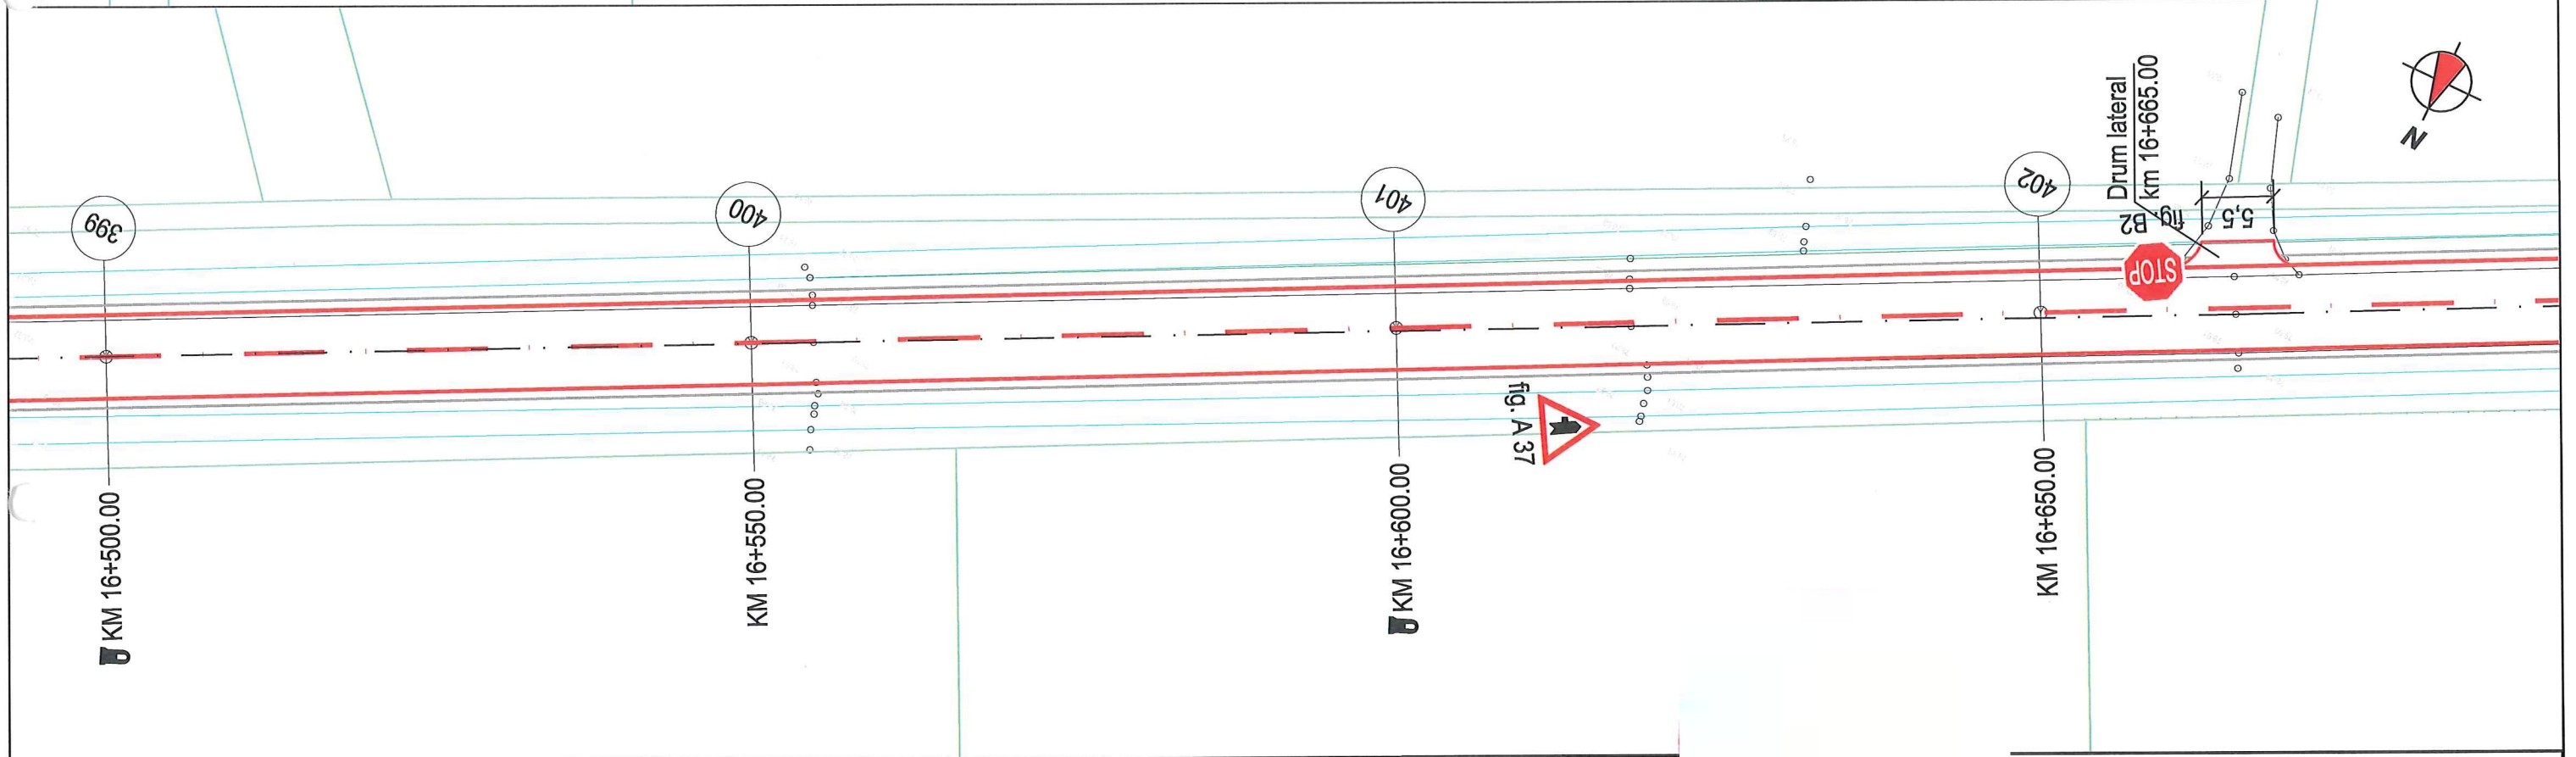 399
400
401
402
KM 16+500.00
KM 16+550.00
KM 16+600.00
KM 16+650.00
fig. A 37
Drum lateral
km 16+665.00
fig. B2
STOP
5,5
N